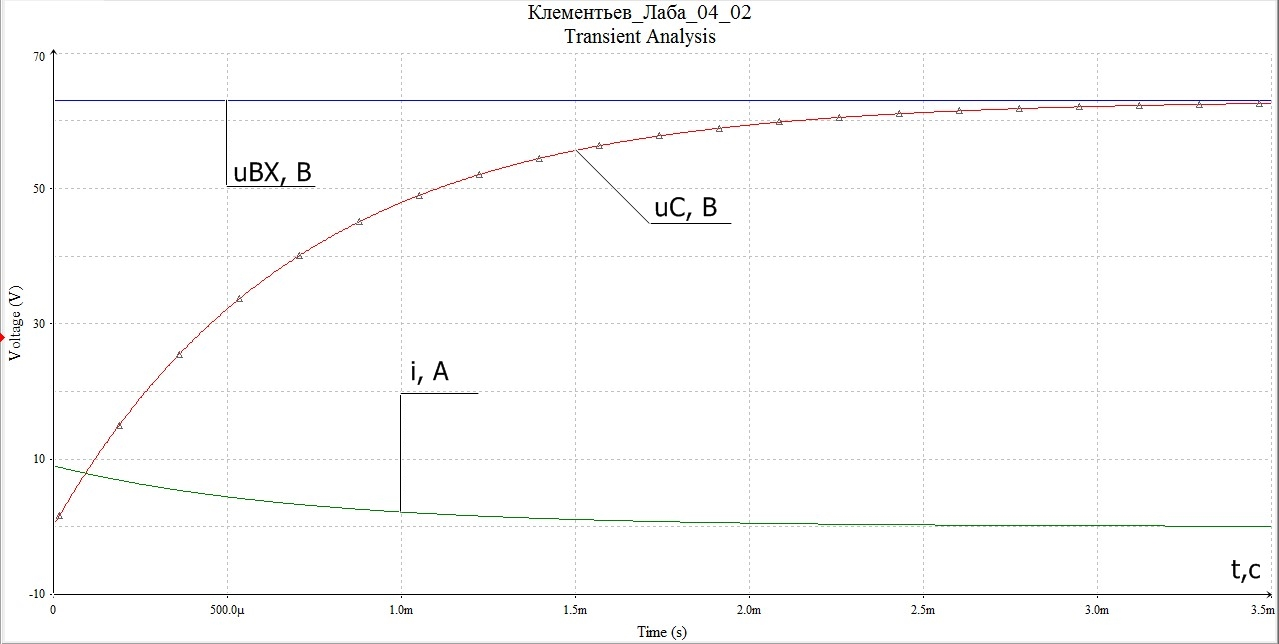 Клементьев_Лаба_04_02
Transient Analysis
70
uВХ, В
50
uC, В
Voltage (V)
30
i, А
10
t,c
-10
0 500.0µ 1.0m 1.5m 2.0m 2.5m 3.0m 3.5m
Time (s)